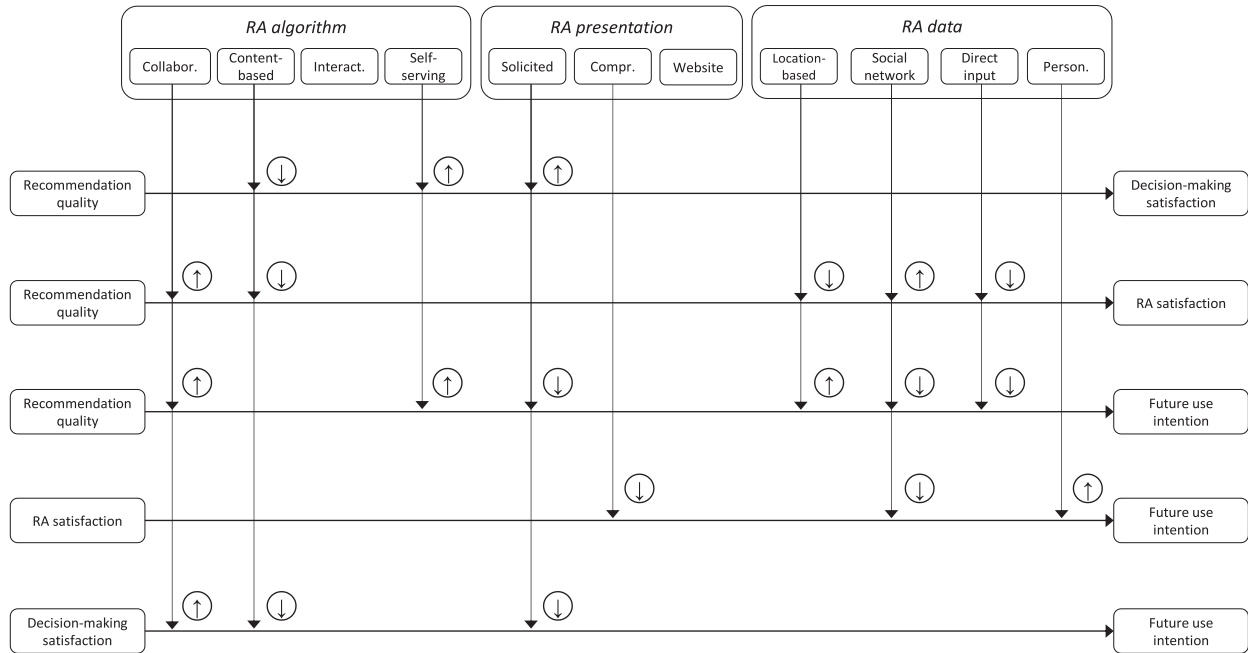 RA algorithm
RA presentation
RA data
Collabor.
Content-
based
Interact.
Self-
serving
Solicited
Compr.
Website
Location-
based
Social
network
Direct
input
Person.
↓
↑
↑
Recommendation
quality
Decision-making
satisfaction
↑
↓
↓
↑
↓
Recommendation
quality
RA satisfaction
↑
↑
↓
↑
↓
↓
Recommendation
quality
Future use
intention
↓
↓
↑
RA satisfaction
Future use
intention
↑
↓
↓
Decision-making
satisfaction
Future use
intention